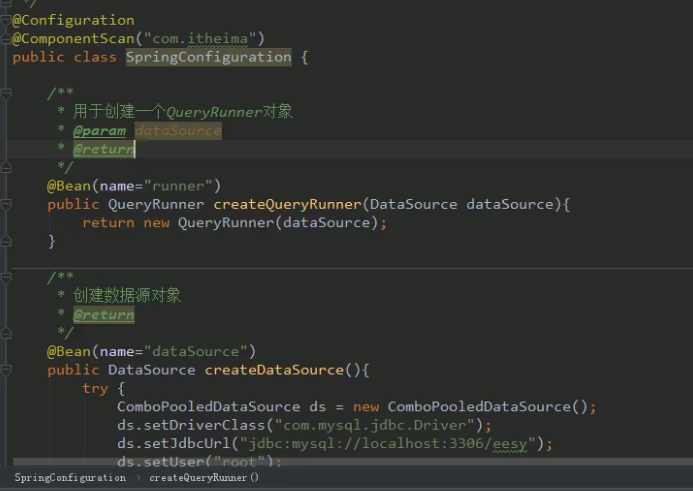 */
@Configuration
@ComponentScan("com.itheima")
public class SpringConfiguration {
/**
* 用于创建一个QueryRunner对象
* @param dataSource
* @return
*/
@Bean(name="runner")
public QueryRunner createQueryRunner(DataSource dataSource){
return new QueryRunner(dataSource);
}
/**
* 创建数据源对象
* @return
*/
@Bean(name="dataSource")
public DataSource createDataSource(){
try {
ComboPooledDataSource ds = new ComboPooledDataSource();
ds.setDriverClass("com.mysql.jdbc.Driver");
ds.setJdbcUrl("jdbc:mysql://localhost:3306/eesy");
ds.setUser("root");
SpringConfiguration › createQueryRunner()